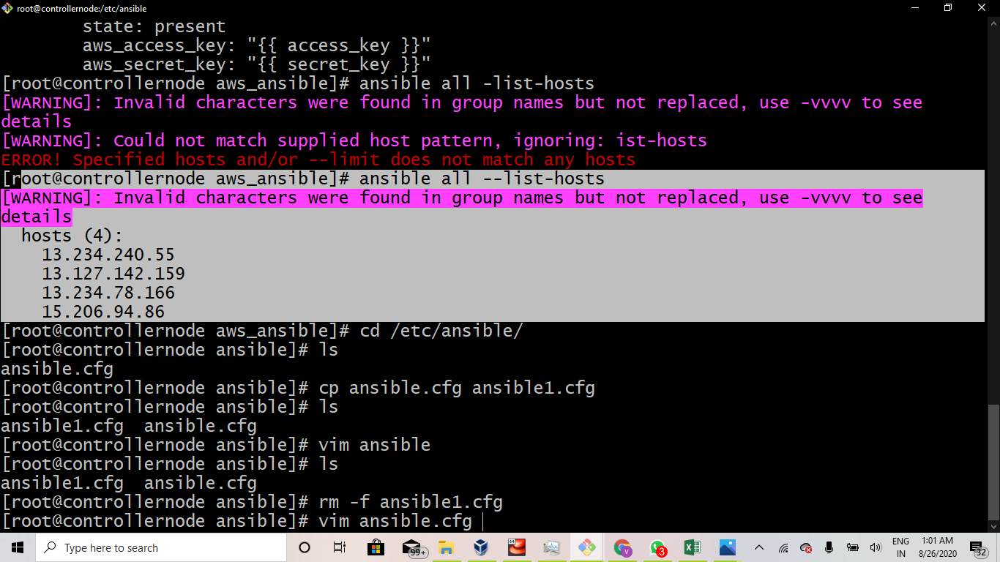 root@controllernode:/etc/ansible
state: present
aws_access_key: "{{ access_key }}"
aws_secret_key: "{{ secret_key }}"
[root@controllernode aws_ansible]# ansible all -list-hosts
[WARNING]: Invalid characters were found in group names but not replaced, use -vvvv to see
details
[WARNING]: Could not match supplied host pattern, ignoring: ist-hosts
ERROR! Specified hosts and/or --limit does not match any hosts
[root@controllernode aws_ansible]# ansible all --list-hosts
[WARNING]: Invalid characters were found in group names but not replaced, use -vvvv to see
details
hosts (4):
13.234.240.55
13.127.142.159
13.234.78.166
15.206.94.86
[root@controllernode aws_ansible]# cd /etc/ansible/
[root@controllernode ansible]# ls
ansible.cfg
[root@controllernode ansible]# cp ansible.cfg ansible1.cfg
[root@controllernode ansible]# ls
ansible1.cfg  ansible.cfg
[root@controllernode ansible]# vim ansible
[root@controllernode ansible]# ls
ansible1.cfg  ansible.cfg
[root@controllernode ansible]# rm -f ansible1.cfg
[root@controllernode ansible]# vim ansible.cfg
Type here to search
99+
V
3
ENG
IN
1:01 AM
8/26/2020
32